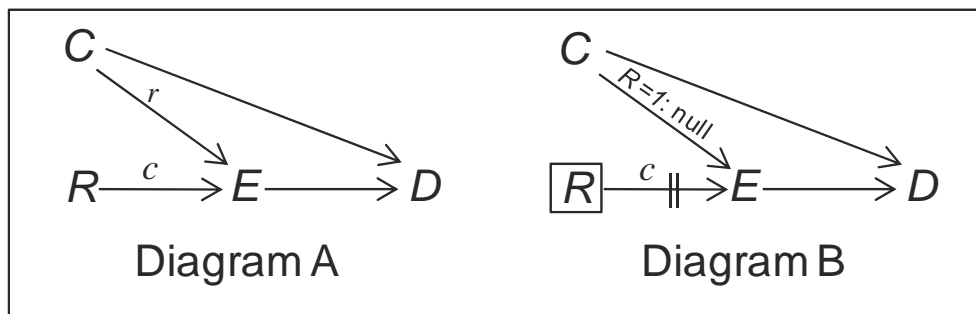 C
r
R c E D
Diagram A
C
R=1: null
R c E D
Diagram B